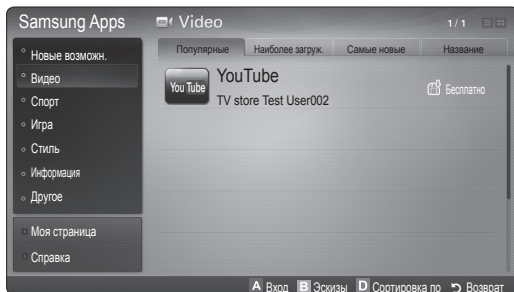 Samsung Apps
Video
1/1
Новые возможн.
Видео
Спорт
Игра
Стиль
Информация
Другое
Моя страница
Справка
Популярные Наиболее загруж. Самые новые Название
You Tube
YouTube
TV store Test User002
Бесплатно
A Вход B Эскизы D Сортировка по Возврат